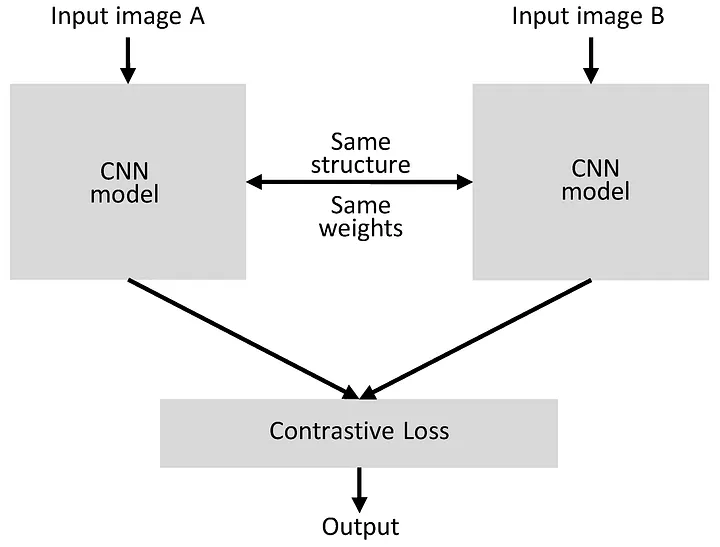 Input image A
Input image B
CNN
model
Same
structure
Same
weights
CNN
model
Contrastive Loss
Output